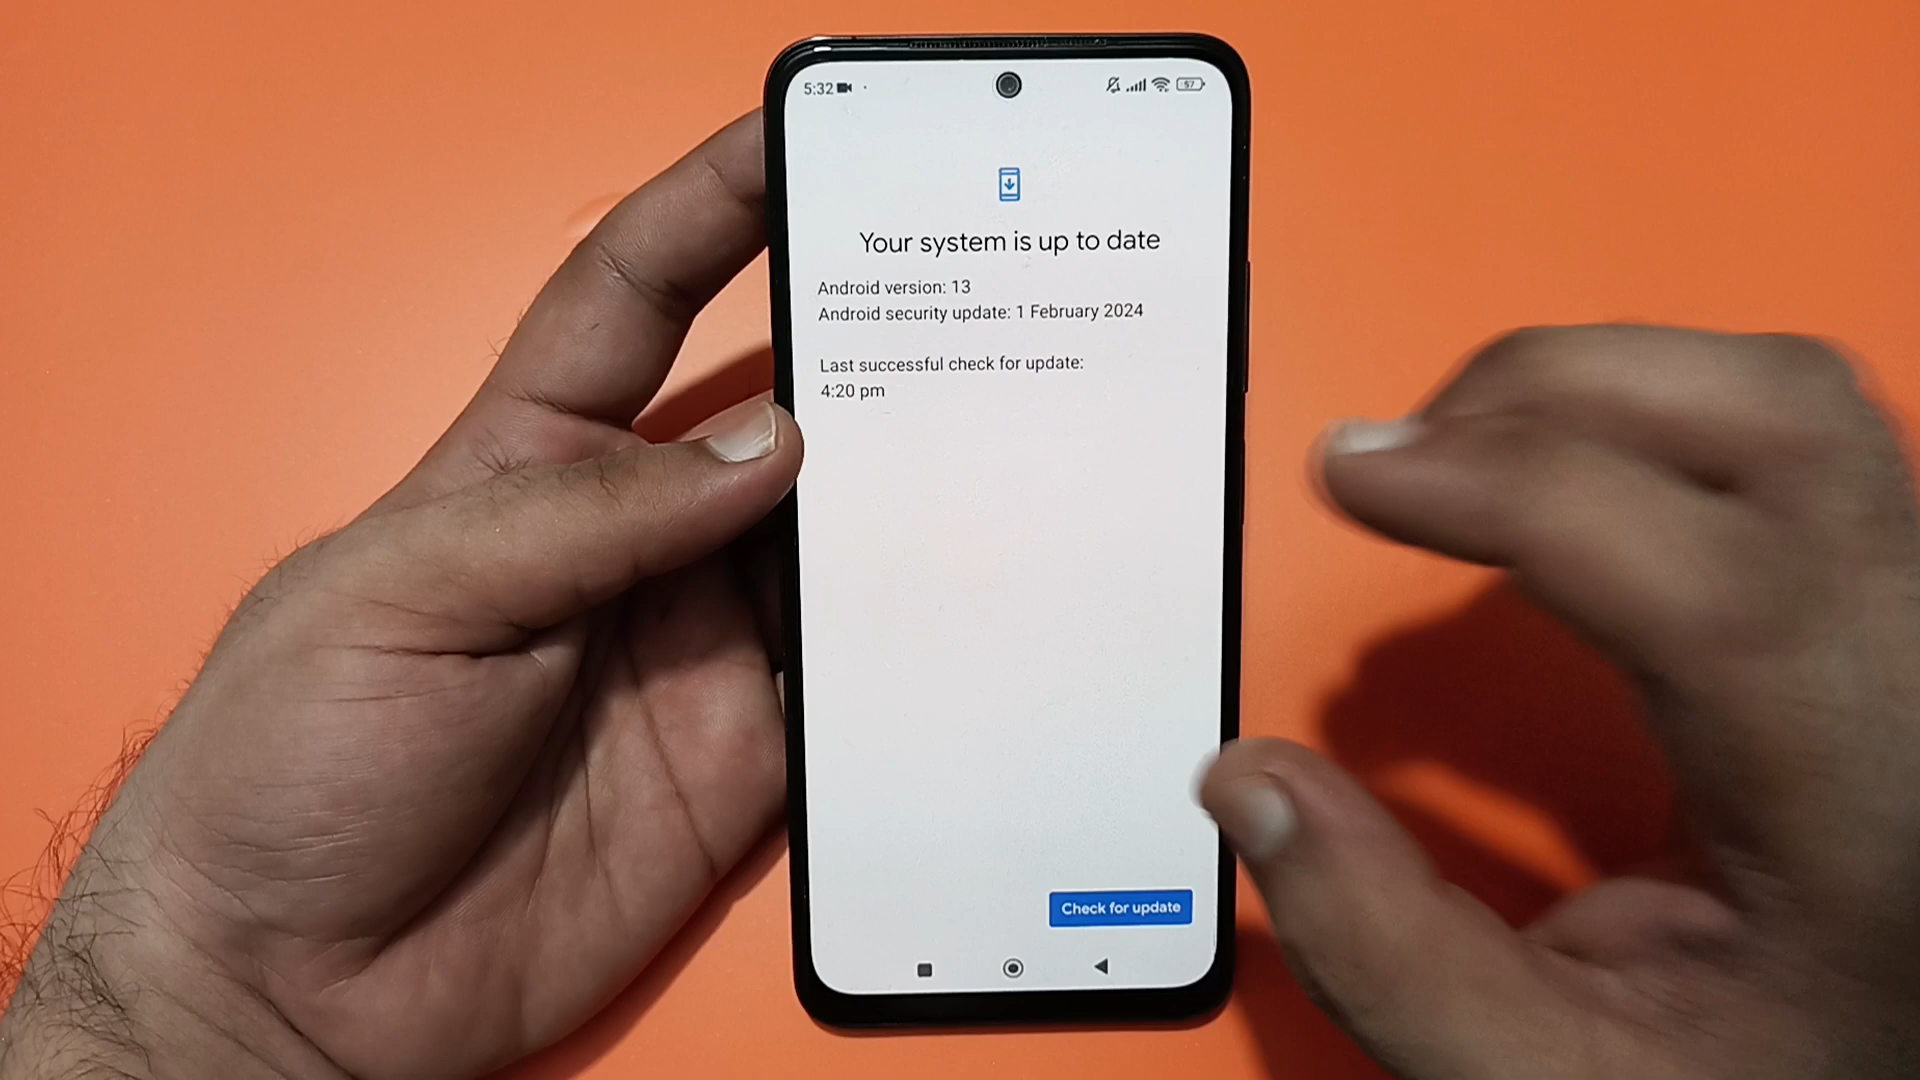 5:32
57
Your system is up to date
Android version: 13
Android security update: 1 February 2024
Last successful check for update:
4:20 pm
Check for update